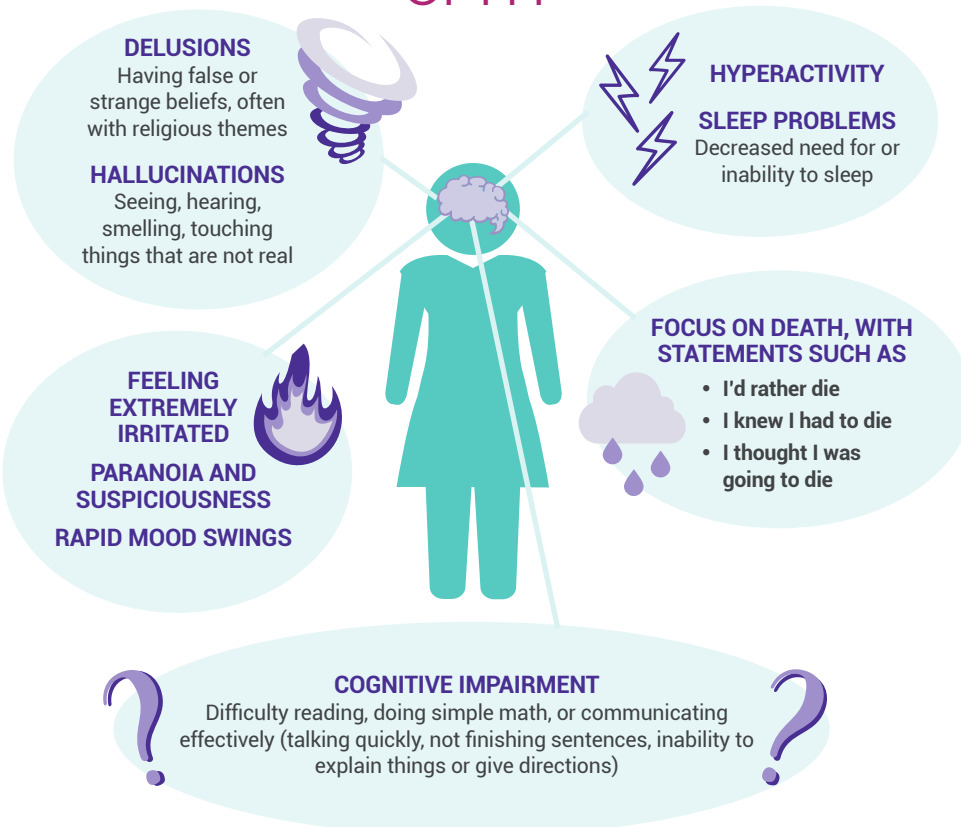 DELUSIONS
Having false or
strange beliefs, often
with religious themes
HALLUCINATIONS
Seeing, hearing,
smelling, touching
things that are not real
HYPERACTIVITY
SLEEP PROBLEMS
Decreased need for or
inability to sleep
FEELING
EXTREMELY
IRRITATED
PARANOIA AND
SUSPICIOUSNESS
RAPID MOOD SWINGS
FOCUS ON DEATH, WITH
STATEMENTS SUCH AS
• I'd rather die
• I knew I had to die
• I thought I was
going to die
COGNITIVE IMPAIRMENT
Difficulty reading, doing simple math, or communicating
effectively (talking quickly, not finishing sentences, inability to
explain things or give directions)